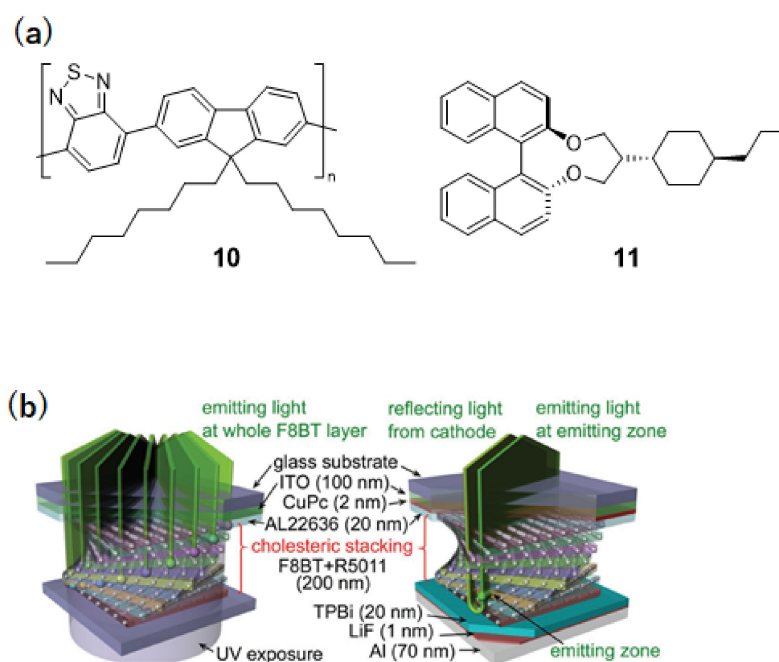 (a)
S
N
N
n
O
O
10
11
(b)
emitting light
at whole F8BT layer
reflecting light
from cathode
emitting light
at emitting zone
glass substrate
ITO (100 nm)
CuPc (2 nm)
AL22636 (20 nm)
cholesteric stacking
F8BT+R5011
(200 nm)
TPBi (20 nm)
LiF (1 nm)
Al (70 nm)
UV exposure
emitting zone